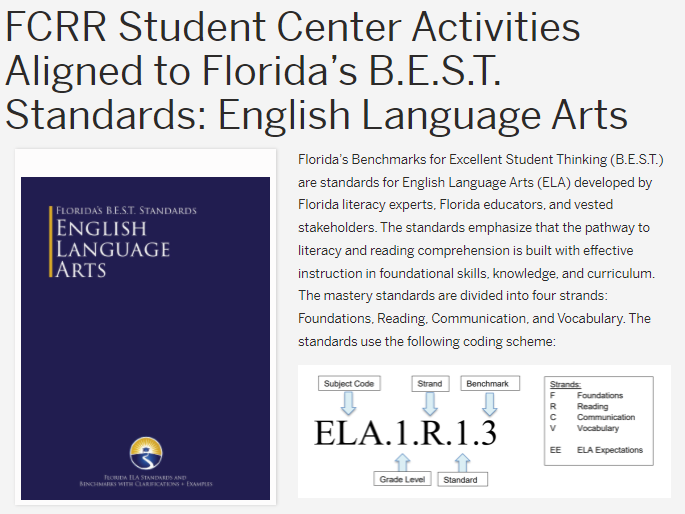 FCRR Student Center Activities
Aligned to Florida's B.E.S.T.
Standards: English Language Arts
FLORIDA'S B.E.S.T. STANDARDS
ENGLISH
LANGUAGE
ARTS
FLORIDA ELA STANDARDS AND
BENCHMARKS WITH CLARIFICATIONS + EXAMPLES
Florida's Benchmarks for Excellent Student Thinking (B.E.S.T.)
are standards for English Language Arts (ELA) developed by
Florida literacy experts, Florida educators, and vested
stakeholders. The standards emphasize that the pathway to
literacy and reading comprehension is built with effective
instruction in foundational skills, knowledge, and curriculum.
The mastery standards are divided into four strands:
Foundations, Reading, Communication, and Vocabulary. The
standards use the following coding scheme:
Subject Code Strand Benchmark
ELA.1.R.1.3
Grade Level Standard
Strands:
F Foundations
R Reading
C Communication
V Vocabulary
EE ELA Expectations